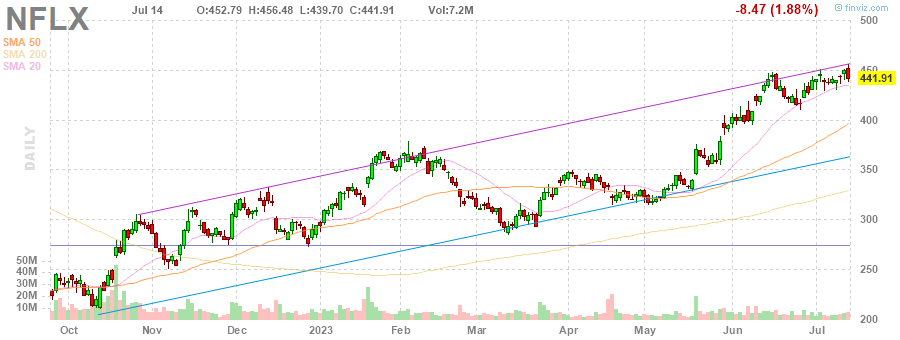 NFLX Jul 14 O:452.79 H:456.48 L:439.70 C:441.91 Vol:7.2M -8.47 (1.88%) finviz.com
SMA 50
SMA 200
SMA 20
DAILY
500
450
441.91
400
350
300
250
200
50M
40M
30M
20M
10M
Oct Nov Dec 2023 Feb Mar Apr May Jun Jul